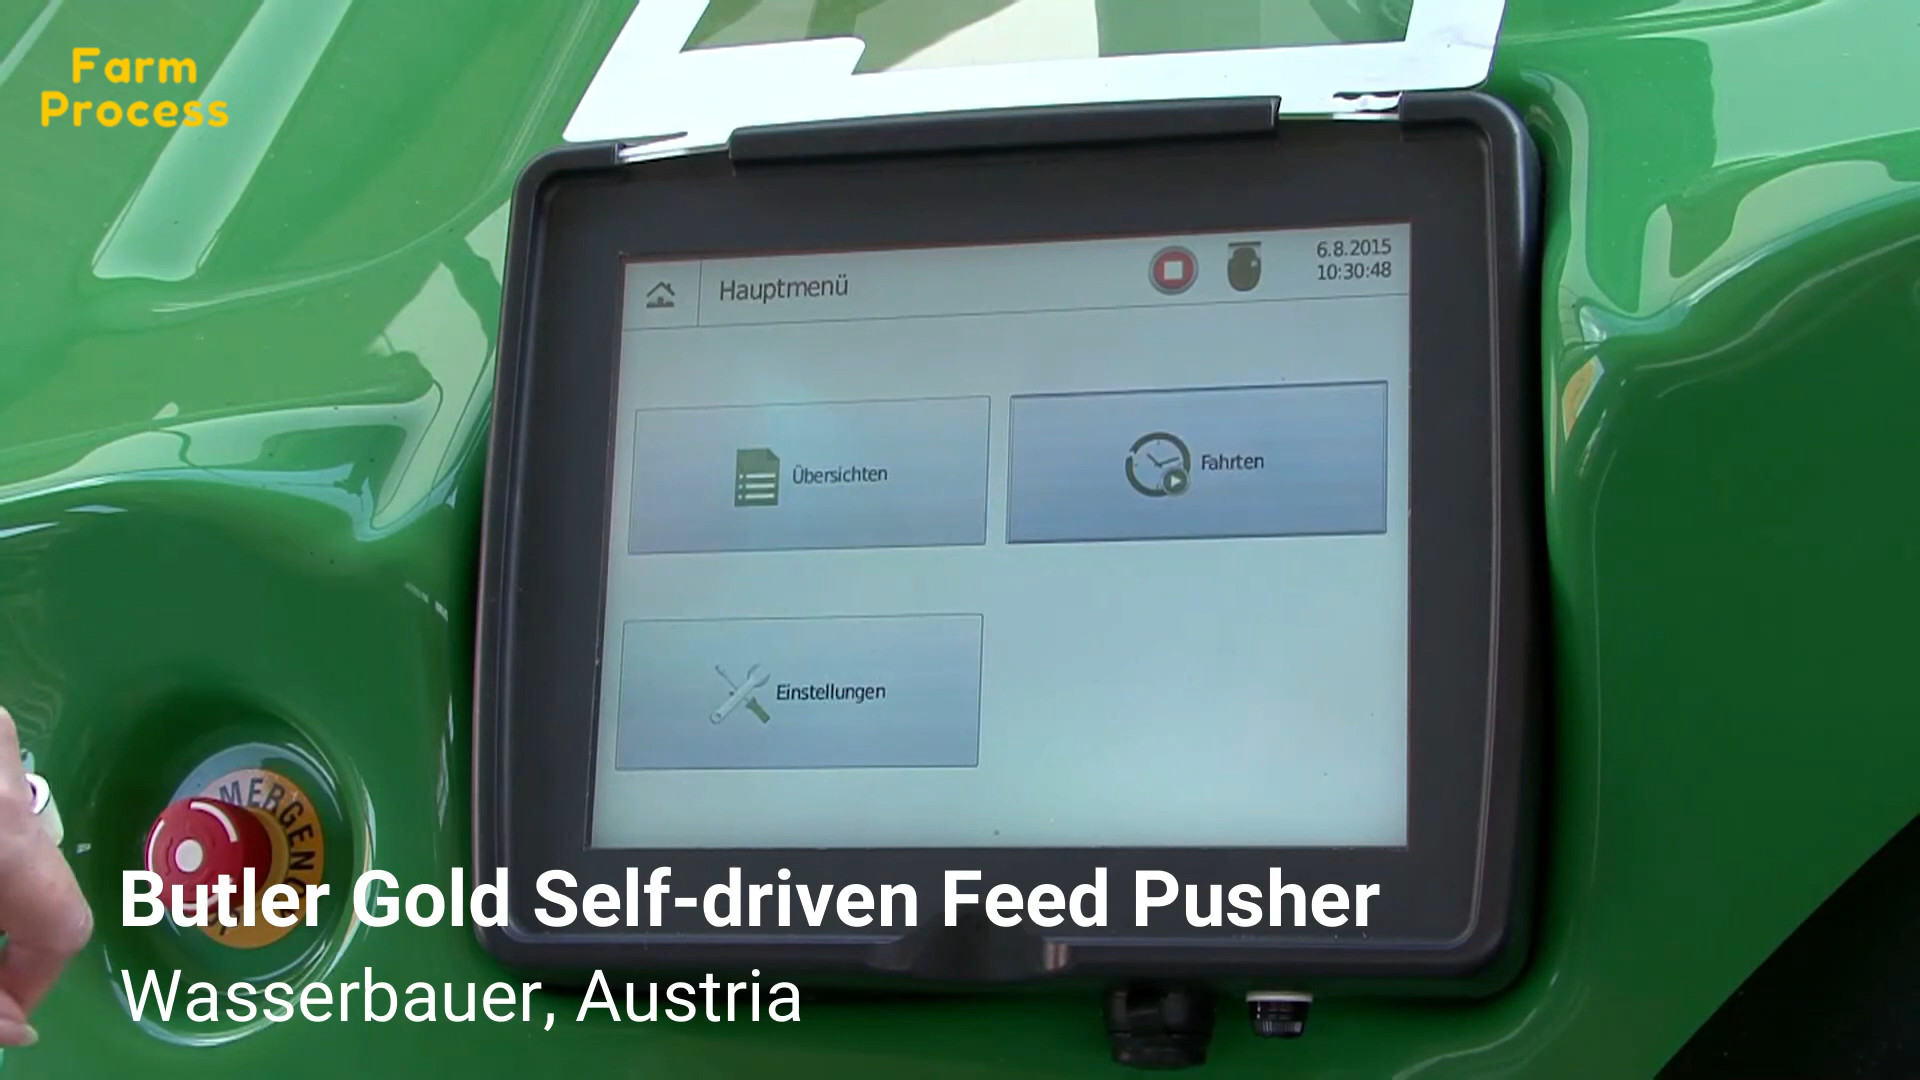 Farm
Process
Hauptmenü
6.8.2015
10:30:48
Übersichten
Fahrten
Einstellungen
MERGEN
Butler Gold Self-driven Feed Pusher
Wasserbauer, Austria